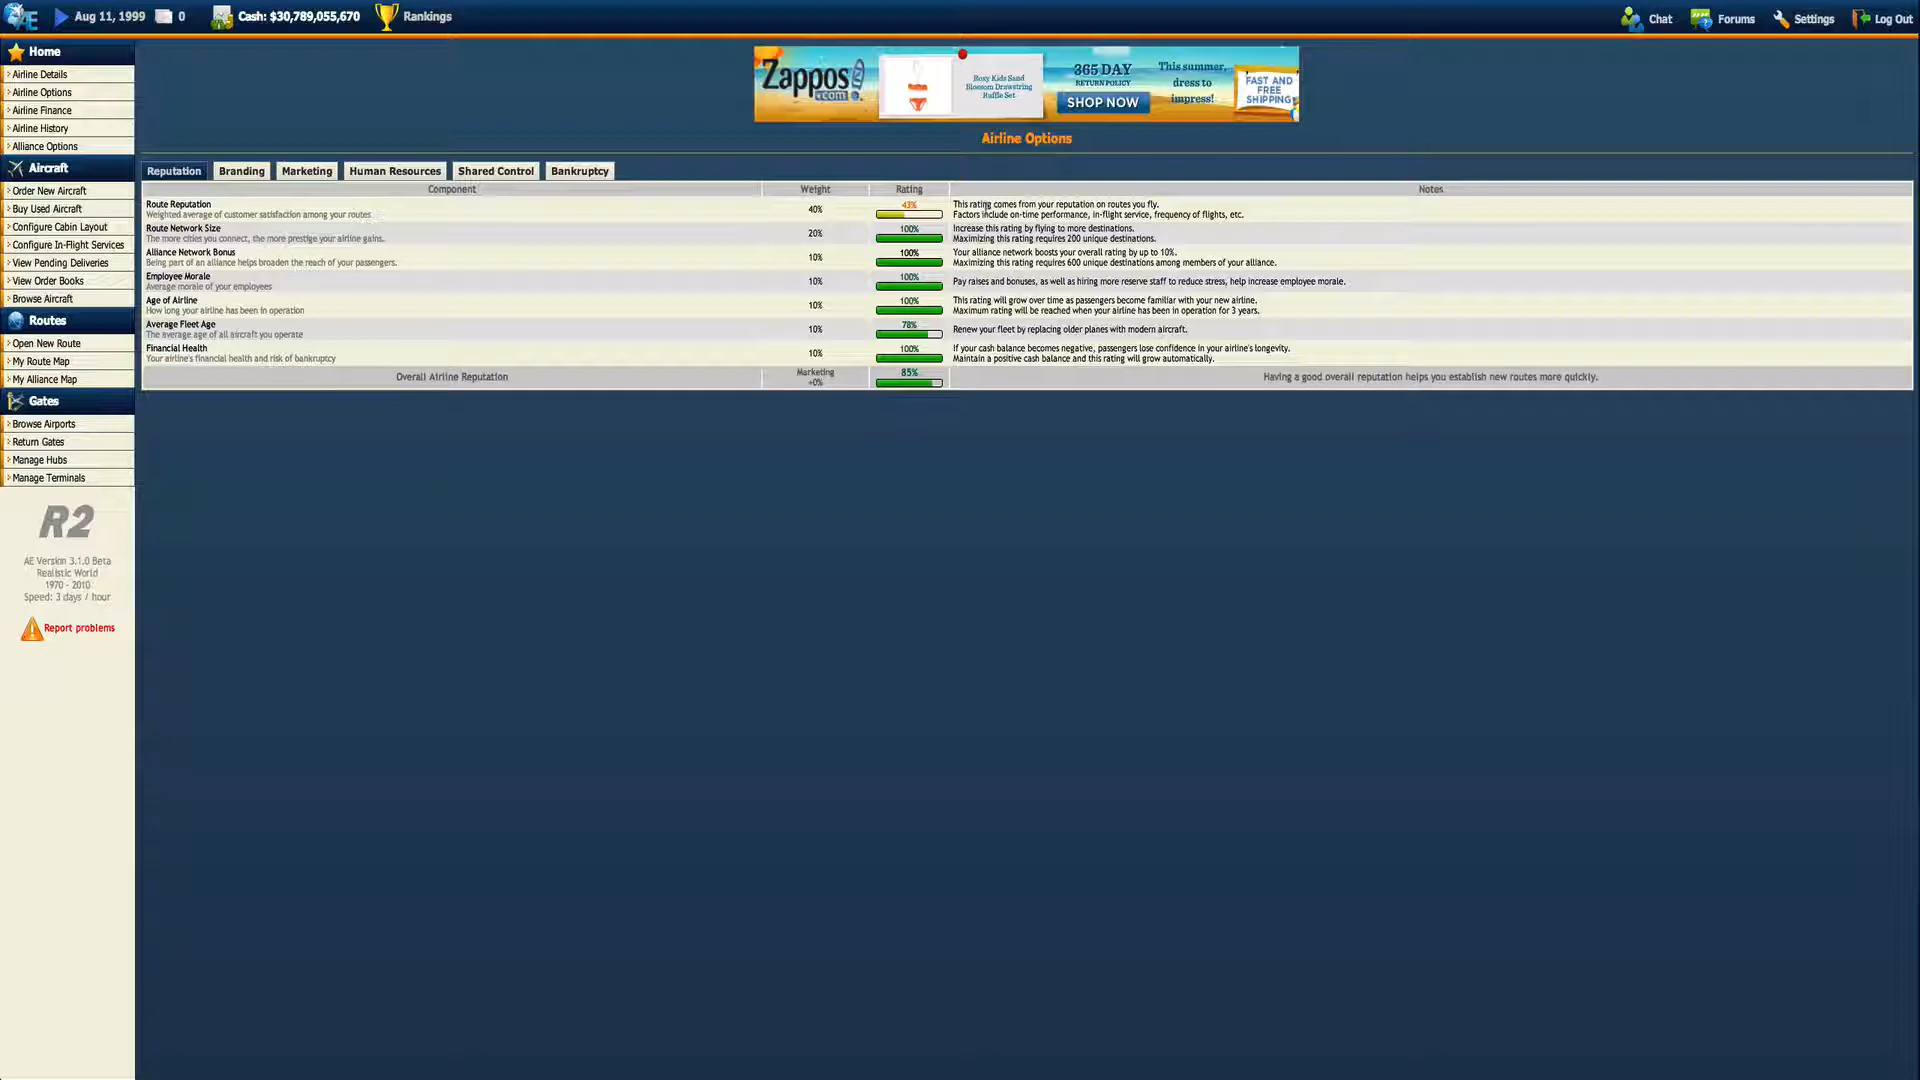 AE Aug 11, 1999 0 Cash: $30,789,055,670 Rankings Chat Forums Settings Log Out
Home
Airline Details
Airline Options
Airline Finance
Airline History
Alliance Options
Aircraft
Order New Aircraft
Buy Used Aircraft
Configure Cabin Layout
Configure In-Flight Services
View Pending Deliveries
View Order Books
Browse Aircraft
Routes
Open New Route
My Route Map
My Alliance Map
Gates
Browse Airports
Return Gates
Manage Hubs
Manage Terminals
R2
AE Version 3.1.0 Beta
Realistic World
1970 - 2010
Speed: 3 days / hour
Report problems
Zappos
.com
Roxy Kids Sand
Blossom Drawstring
Ruffle Set
365 DAY
RETURN POLICY
SHOP NOW
This summer,
dress to
impress!
FAST AND
FREE
SHIPPING
Airline Options
Reputation Branding Marketing Human Resources Shared Control Bankruptcy
Component Weight Rating Notes
Route Reputation
Weighted average of customer satisfaction among your routes
40%
43%
This rating comes from your reputation on routes you fly.
Factors include on-time performance, in-flight service, frequency of flights, etc.
Route Network Size
The more cities you connect, the more prestige your airline gains.
20%
100%
Increase this rating by flying to more destinations.
Maximizing this rating requires 200 unique destinations.
Alliance Network Bonus
Being part of an alliance helps broaden the reach of your passengers.
10%
100%
Your alliance network boosts your overall rating by up to 10%.
Maximizing this rating requires 600 unique destinations among members of your alliance.
Employee Morale
Average morale of your employees
10%
100%
Pay raises and bonuses, as well as hiring more reserve staff to reduce stress, help increase employee morale.
Age of Airline
How long your airline has been in operation
10%
100%
This rating will grow over time as passengers become familiar with your new airline.
Maximum rating will be reached when your airline has been in operation for 3 years.
Average Fleet Age
The average age of all aircraft you operate
10%
78%
Renew your fleet by replacing older planes with modern aircraft.
Financial Health
Your airline's financial health and risk of bankruptcy
10%
100%
If your cash balance becomes negative, passengers lose confidence in your airline's longevity.
Maintain a positive cash balance and this rating will grow automatically.
Overall Airline Reputation
Marketing
+0%
85%
Having a good overall reputation helps you establish new routes more quickly.